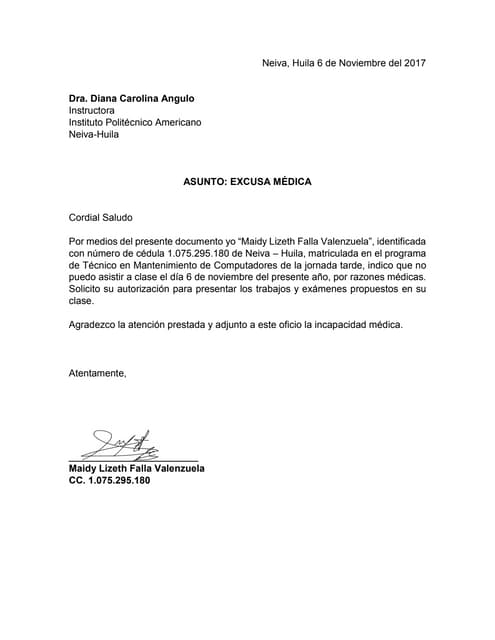 Neiva, Huila 6 de Noviembre del 2017
Dra. Diana Carolina Angulo
Instructora
Instituto Politécnico Americano
Neiva-Huila
ASUNTO: EXCUSA MÉDICA
Cordial Saludo
Por medios del presente documento yo “Maidy Lizeth Falla Valenzuela”, identificada
con número de cédula 1.075.295.180 de Neiva – Huila, matriculada en el programa
de Técnico en Mantenimiento de Computadores de la jornada tarde, indico que no
puedo asistir a clase el día 6 de noviembre del presente año, por razones médicas.
Solicito su autorización para presentar los trabajos y exámenes propuestos en su
clase.
Agradezco la atención prestada y adjunto a este oficio la incapacidad médica.
Atentamente,
Maidy Lizeth Falla Valenzuela
CC. 1.075.295.180